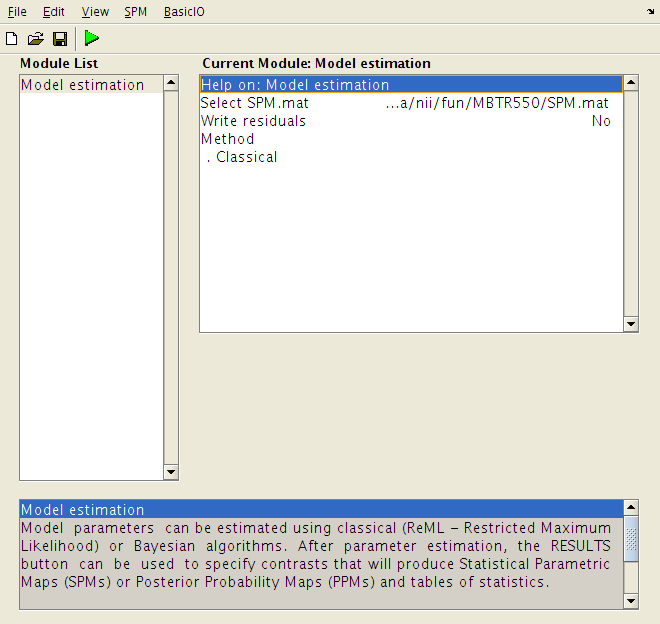 File Edit View SPM BasicIO
Module List
Current Module: Model estimation
Model estimation
Help on: Model estimation
Select SPM.mat ...a/nii/fun/MBTR550/SPM.mat
Write residuals No
Method
. Classical
Model estimation
Model parameters can be estimated using classical (ReML – Restricted Maximum
Likelihood) or Bayesian algorithms. After parameter estimation, the RESULTS
button can be used to specify contrasts that will produce Statistical Parametric
Maps (SPMs) or Posterior Probability Maps (PPMs) and tables of statistics.